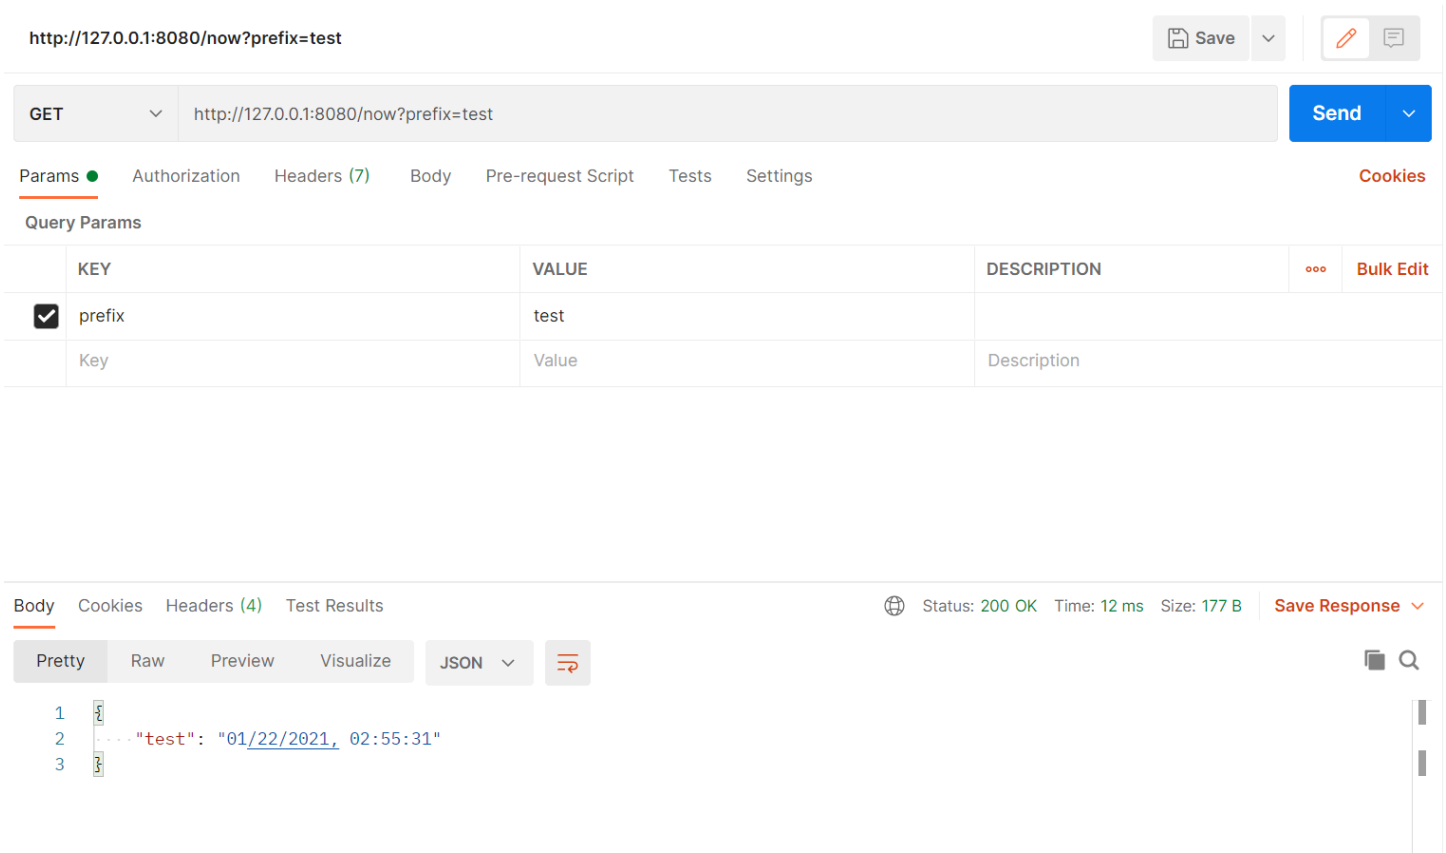 http://127.0.0.1:8080/now?prefix=test
Save
GET
http://127.0.0.1:8080/now?prefix=test
Send
Params Authorization Headers (7) Body Pre-request Script Tests Settings Cookies
Query Params
KEY VALUE DESCRIPTION ooo Bulk Edit
prefix test
Key Value Description
Body Cookies Headers (4) Test Results Status: 200 OK Time: 12 ms Size: 177 B Save Response
Pretty Raw Preview Visualize JSON
1 {
2 "test": "01/22/2021, 02:55:31"
3 }